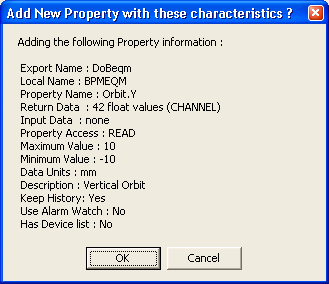 Add New Property with these characteristics ?
Adding the following Property information :
Export Name : DoBeqm
Local Name : BPMEQM
Property Name : Orbit.Y
Return Data : 42 float values (CHANNEL)
Input Data : none
Property Access : READ
Maximum Value : 10
Minimum Value : -10
Data Units : mm
Description : Vertical Orbit
Keep History: Yes
Use Alarm Watch : No
Has Device list : No
OK
Cancel